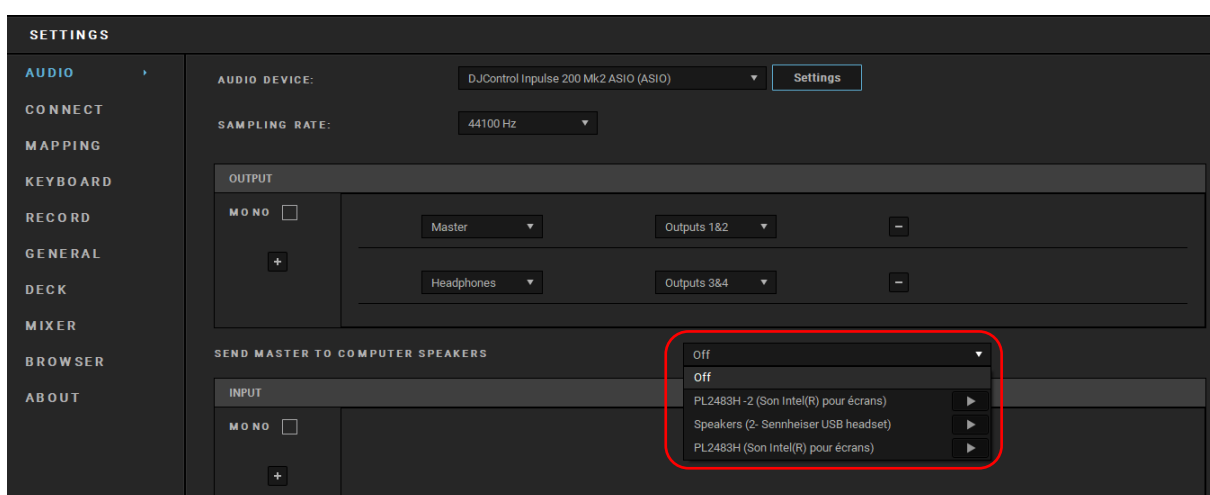 SETTINGS
AUDIO
CONNECT
MAPPING
KEYBOARD
RECORD
GENERAL
DECK
MIXER
BROWSER
ABOUT
AUDIO DEVICE: DJControl Inpulse 200 Mk2 ASIO (ASIO) Settings
SAMPLING RATE: 44100 Hz
OUTPUT
MONO Master Outputs 1&2 −
+
Headphones Outputs 3&4 −
SEND MASTER TO COMPUTER SPEAKERS Off
Off
PL2483H -2 (Son Intel(R) pour écrans)
Speakers (2- Sennheiser USB headset)
PL2483H (Son Intel(R) pour écrans)
INPUT
MONO
+